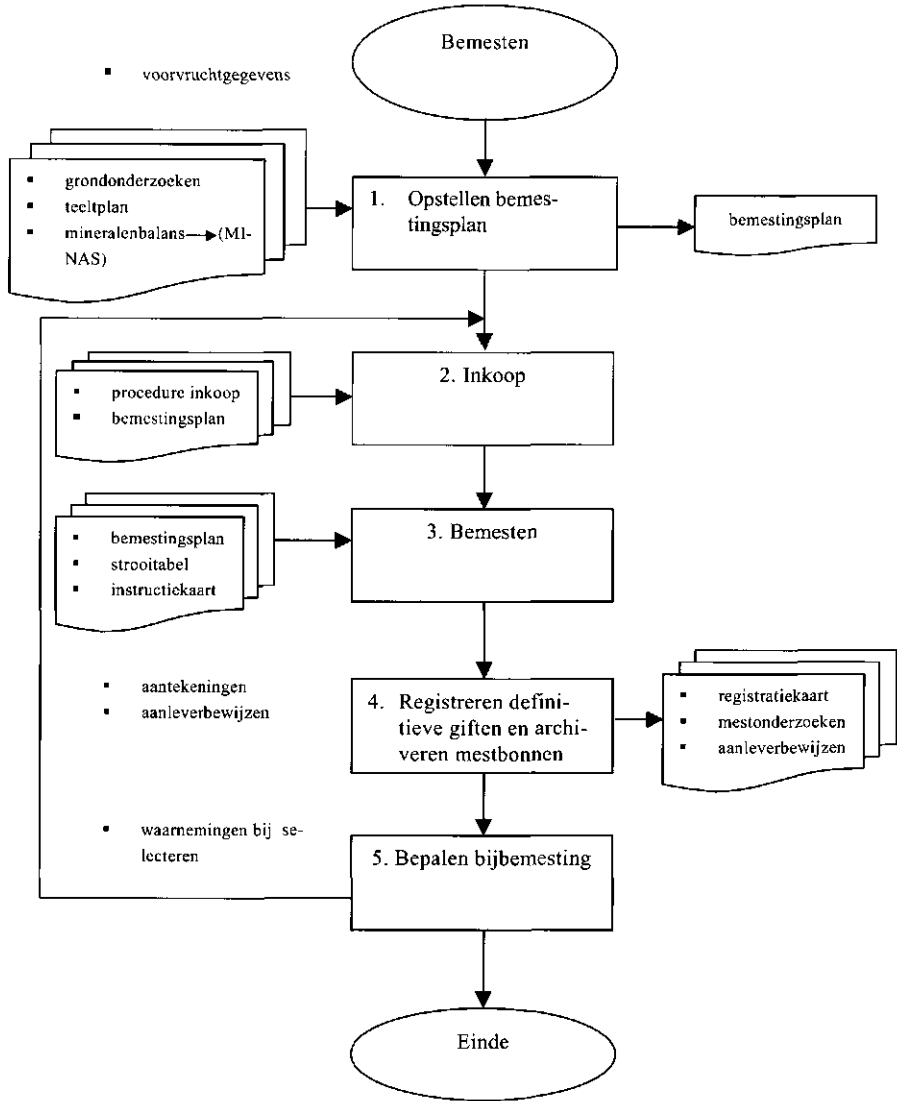 Bemesten
▪ voorvruchtgegevens
▪ grondonderzoeken
▪ teeltplan
▪ mineralenbalans→(MI-
NAS)
1. Opstellen bemes-
tingsplan
bemestingsplan
2. Inkoop
▪ procedure inkoop
▪ bemestingsplan
3. Bemesten
▪ bemestingsplan
▪ strooitabel
▪ instructiekaart
▪ aantekeningen
▪ aanleverbewijzen
4. Registreren defini-
tieve giften en archi-
veren mestbonnen
▪ registratiekaart
▪ mestonderzoeken
▪ aanleverbewijzen
▪ waarnemingen bij se-
lecteren
5. Bepalen bijbemesting
Einde